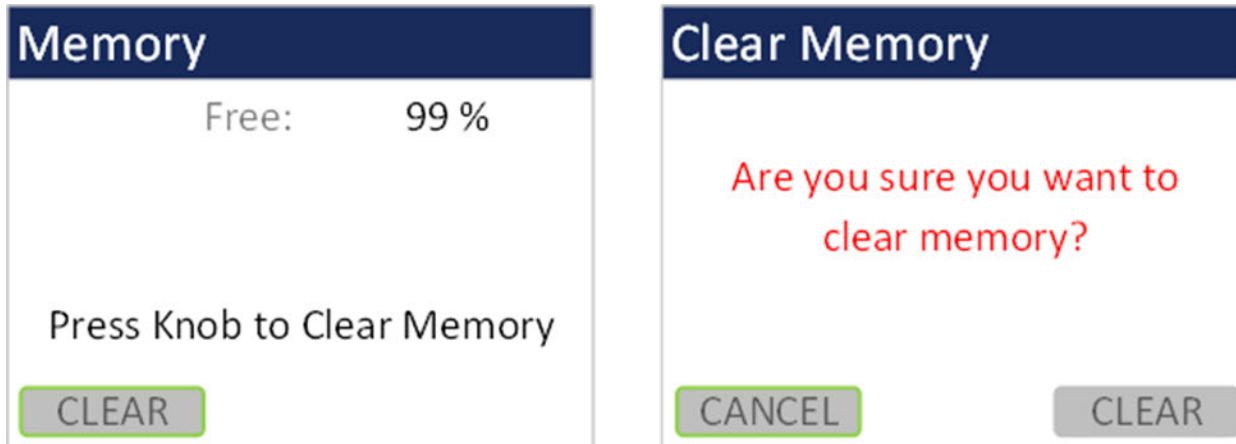 Memory
Free: 99 %
Press Knob to Clear Memory
CLEAR
Clear Memory
Are you sure you want to
clear memory?
CANCEL CLEAR